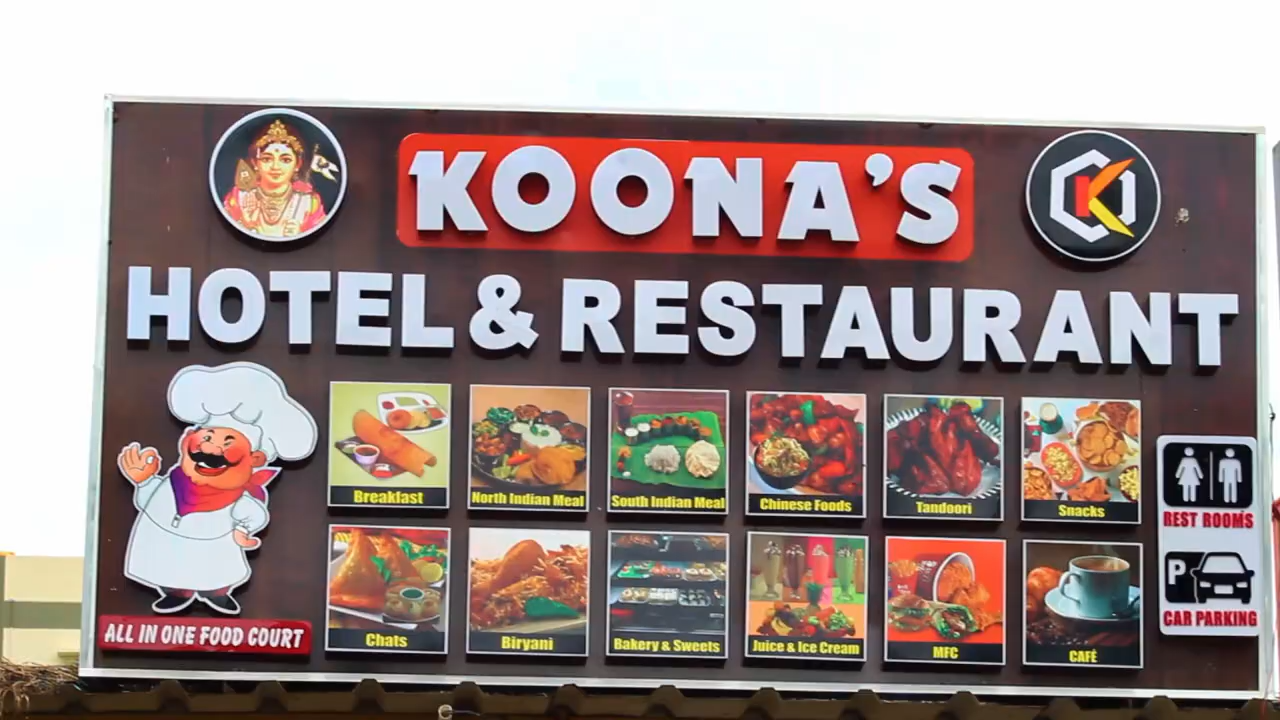 KOONA'S
HOTEL & RESTAURANT
Breakfast
North Indian Meal
South Indian Meal
Chinese Foods
Tandoori
Snacks
REST ROOMS
Chats
Biryani
Bakery & Sweets
Juice & Ice Cream
MFC
CAFÉ
P
CAR PARKING
ALL IN ONE FOOD COURT